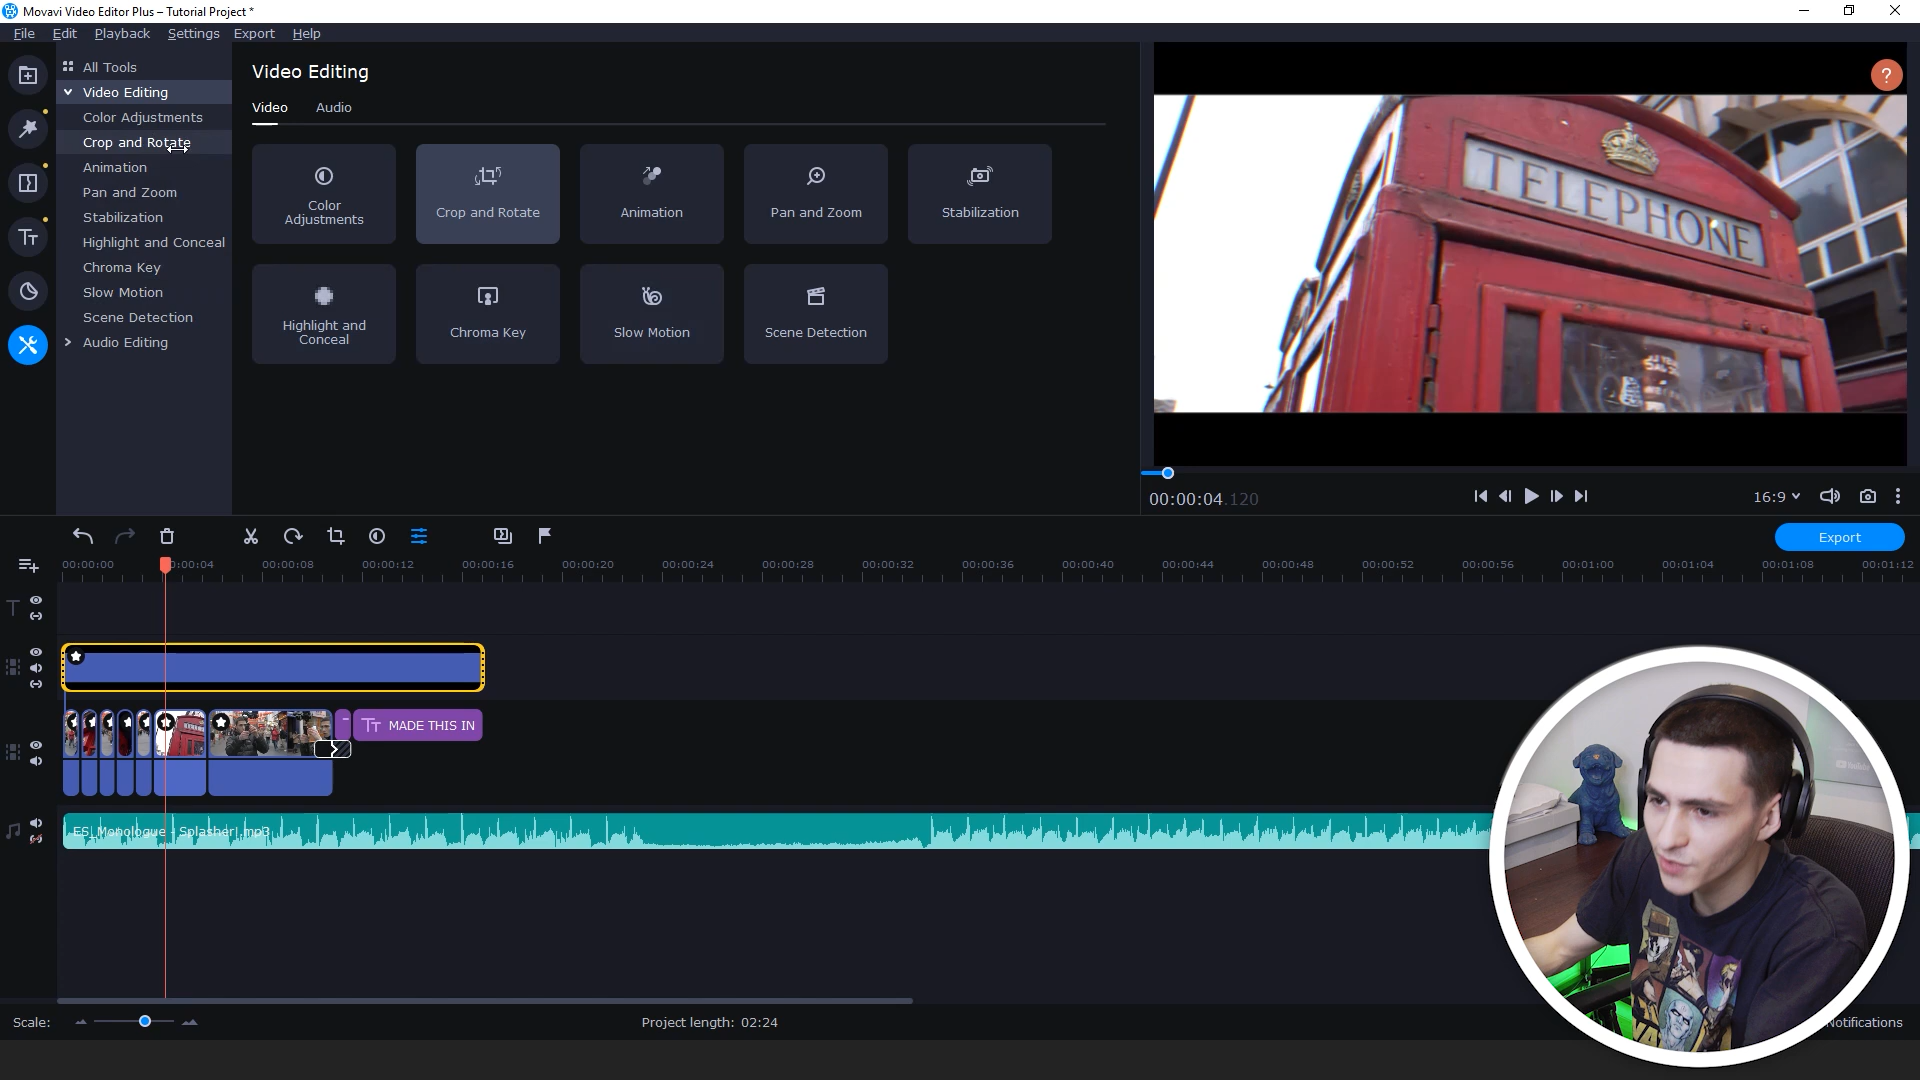 Movavi Video Editor Plus – Tutorial Project *
File Edit Playback Settings Export Help
All Tools
Video Editing
Color Adjustments
Crop and Rotate
Animation
Pan and Zoom
Stabilization
Highlight and Conceal
Chroma Key
Slow Motion
Scene Detection
Audio Editing
Video Editing
Video Audio
Color
Adjustments
Crop and Rotate
Animation
Pan and Zoom
Stabilization
Highlight and
Conceal
Chroma Key
Slow Motion
Scene Detection
?
TELEPHONE
00:00:04.120
16:9
Export
00:00:00 00:00:04 00:00:08 00:00:12 00:00:16 00:00:20 00:00:24 00:00:28 00:00:32 00:00:36 00:00:40 00:00:44 00:00:48 00:00:52 00:00:56 00:01:00 00:01:04 00:01:08 00:01:12
MADE THIS IN
ES_Monologue - Splasher.mp3
Scale:
Project length: 02:24
Notifications